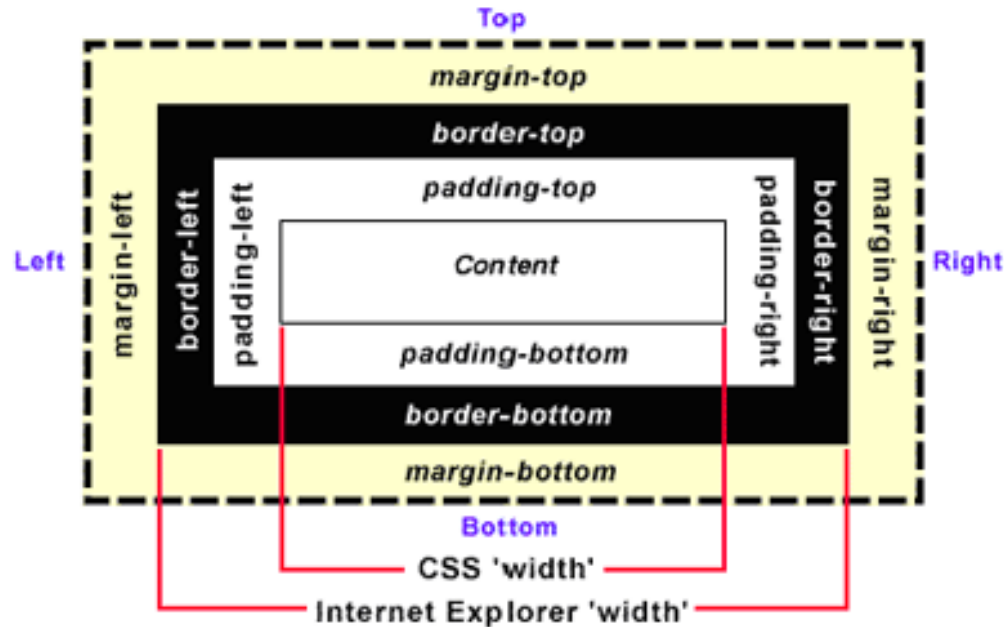 Top
margin-top
border-top
padding-top
Left
margin-left
border-left
padding-left
Content
padding-right
border-right
margin-right
Right
padding-bottom
border-bottom
margin-bottom
Bottom
CSS 'width'
Internet Explorer 'width'